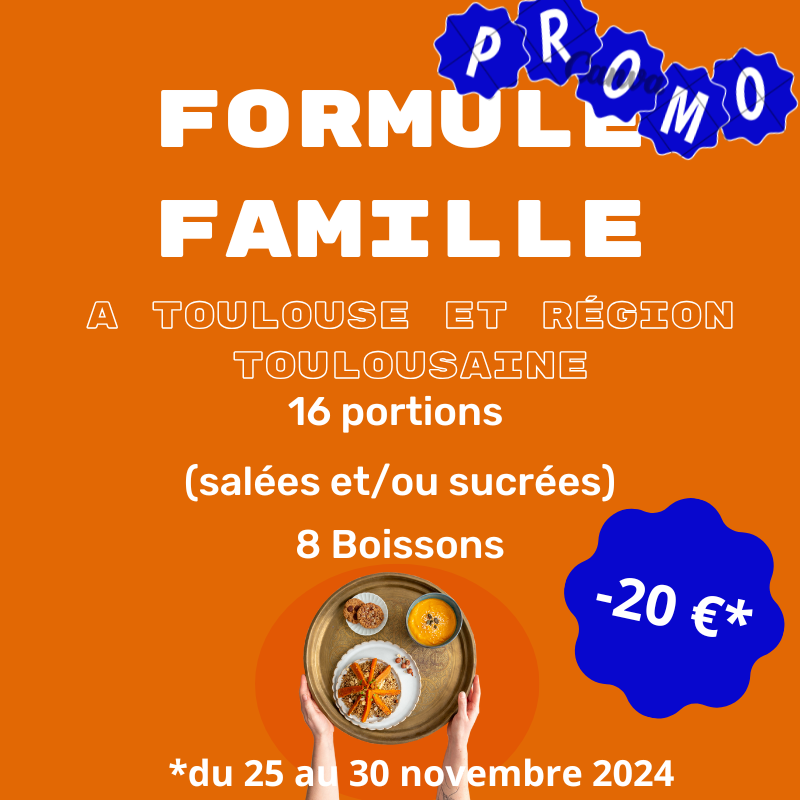 PROMO
Canva
FORMULE
FAMILLE
A TOULOUSE ET RÉGION
TOULOUSAINE
16 portions
(salées et/ou sucrées)
8 Boissons
-20 €*
*du 25 au 30 novembre 2024